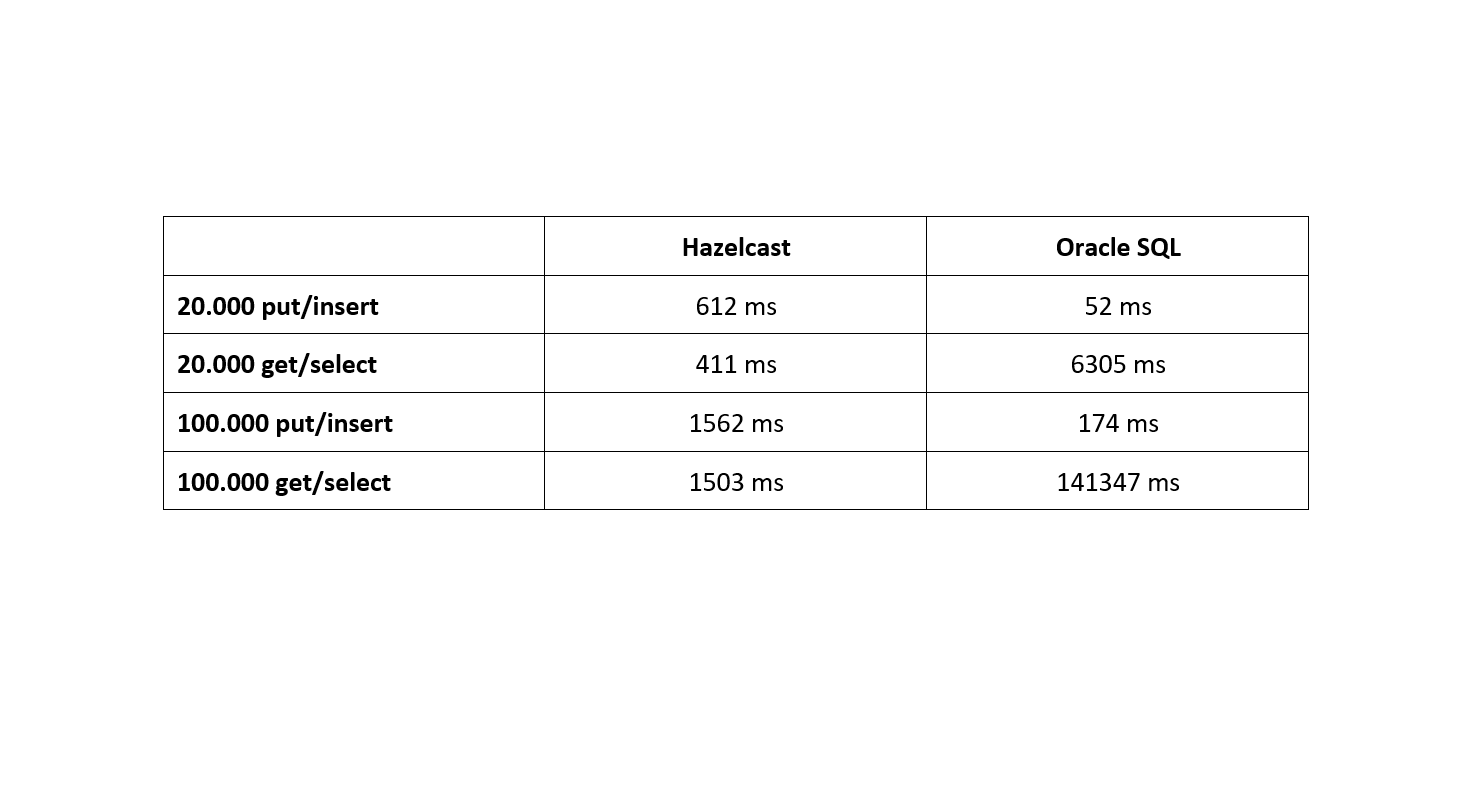 Hazelcast Oracle SQL
20.000 put/insert 612 ms 52 ms
20.000 get/select 411 ms 6305 ms
100.000 put/insert 1562 ms 174 ms
100.000 get/select 1503 ms 141347 ms